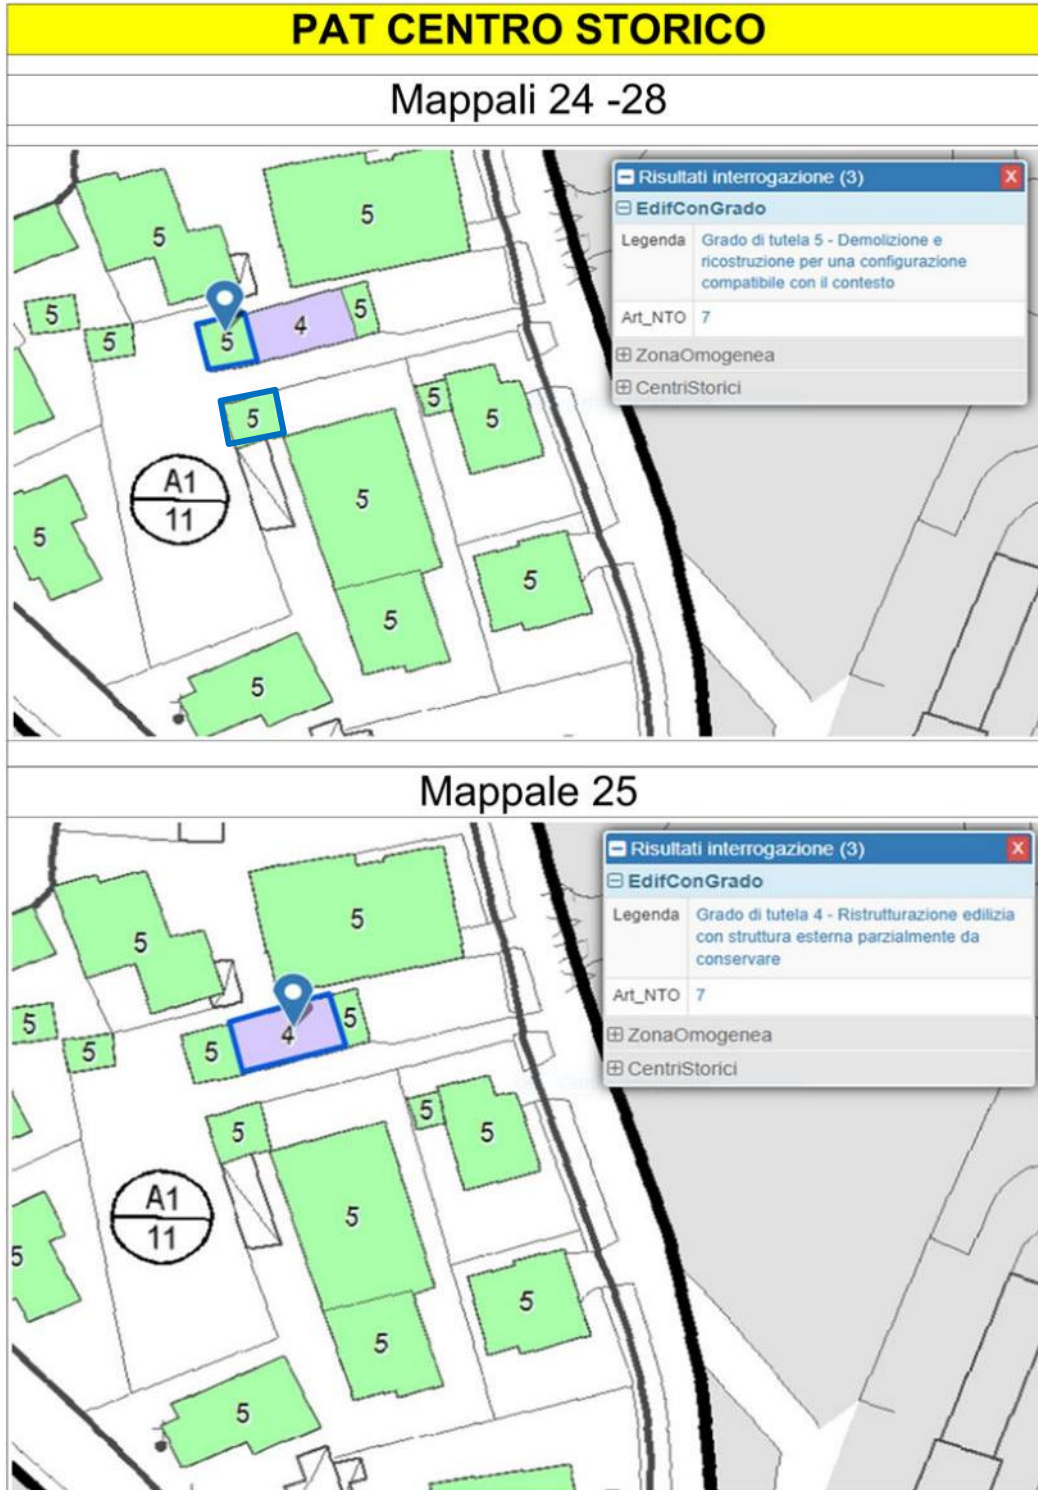 PAT CENTRO STORICO
Mappali 24 -28
Risultati interrogazione (3) X
EdifConGrado
Legenda Grado di tutela 5 - Demolizione e
ricostruzione per una configurazione
compatibile con il contesto
Art_NTO 7
ZonaOmogenea
CentriStorici
5
5
5
5
4
5
5
5
5
5
5
A1
11
5
5
5
5
5
Mappale 25
Risultati interrogazione (3) X
EdifConGrado
Legenda Grado di tutela 4 - Ristrutturazione edilizia
con struttura esterna parzialmente da
conservare
Art_NTO 7
ZonaOmogenea
CentriStorici
5
5
5
5
5
4
5
5
5
5
A1
11
5
5
5
5
5